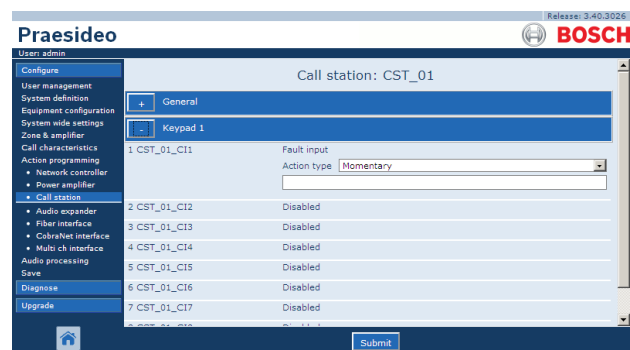 Release: 3.40.3026
Praesideo
BOSCH
User: admin
Configure
User management
System definition
Equipment configuration
System wide settings
Zone & amplifier
Call characteristics
Action programming
• Network controller
• Power amplifier
• Call station
• Audio expander
• Fiber interface
• CobraNet interface
• Multi ch interface
Audio processing
Save
Diagnose
Upgrade
Call station: CST_01
+ General
- Keypad 1
1 CST_01_CI1 Fault input
Action type Momentary
2 CST_01_CI2 Disabled
3 CST_01_CI3 Disabled
4 CST_01_CI4 Disabled
5 CST_01_CI5 Disabled
6 CST_01_CI6 Disabled
7 CST_01_CI7 Disabled
Submit